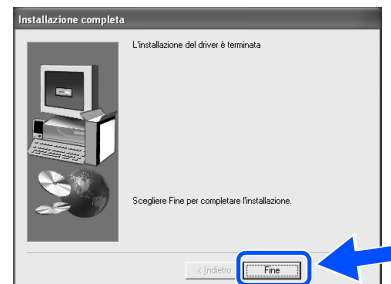 Installazione completa
L'installazione del driver è terminata
Scegliere Fine per completare l'installazione.
< Indietro
Fine